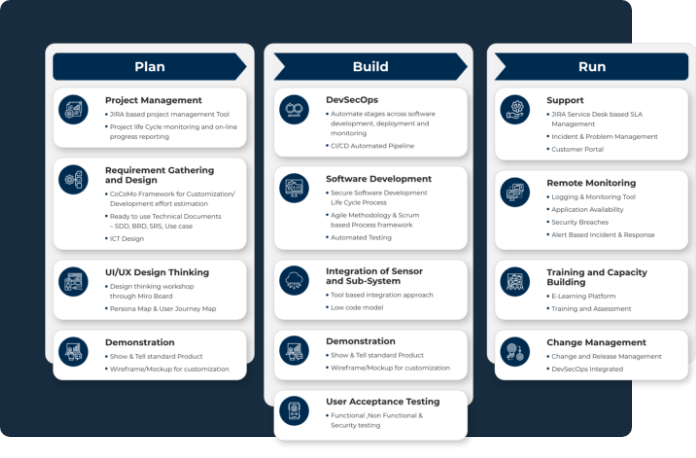 Plan
Project Management
• JIRA based project management Tool
• Project life Cycle monitoring and on-line
progress reporting
Requirement Gathering
and Design
• CoCoMo Framework for Customization/
Development effort estimation
• Ready to use Technical Documents
– SDD, BRD, SRS, Use case
• ICT Design
UI/UX Design Thinking
• Design thinking workshop
through Miro Board
• Persona Map & User Journey Map
Demonstration
• Show & Tell standard Product
• Wireframe/Mockup for customization
Build
DevSecOps
• Automate stages across software
development, deployment and
monitoring
• CI/CD Automated Pipeline
Software Development
• Secure Software Development
Life Cycle Process
• Agile Methodology & Scrum
based Process framework
• Automated Testing
Integration of Sensor
and Sub-System
• Tool based integration approach
• Low code model
Demonstration
• Show & Tell standard Product
• Wireframe/Mockup for customization
User Acceptance Testing
• Functional ,Non Functional &
Security testing
Run
Support
• JIRA Service Desk based SLA
Management
• Incident & Problem Management
• Customer Portal
Remote Monitoring
• Logging & Monitoring Tool
• Application Availability
• Security Breaches
• Alert Based Incident & Response
Training and Capacity
Building
• E-Learning Platform
• Training and Assessment
Change Management
• Change and Release Management
• DevSecOps Integrated